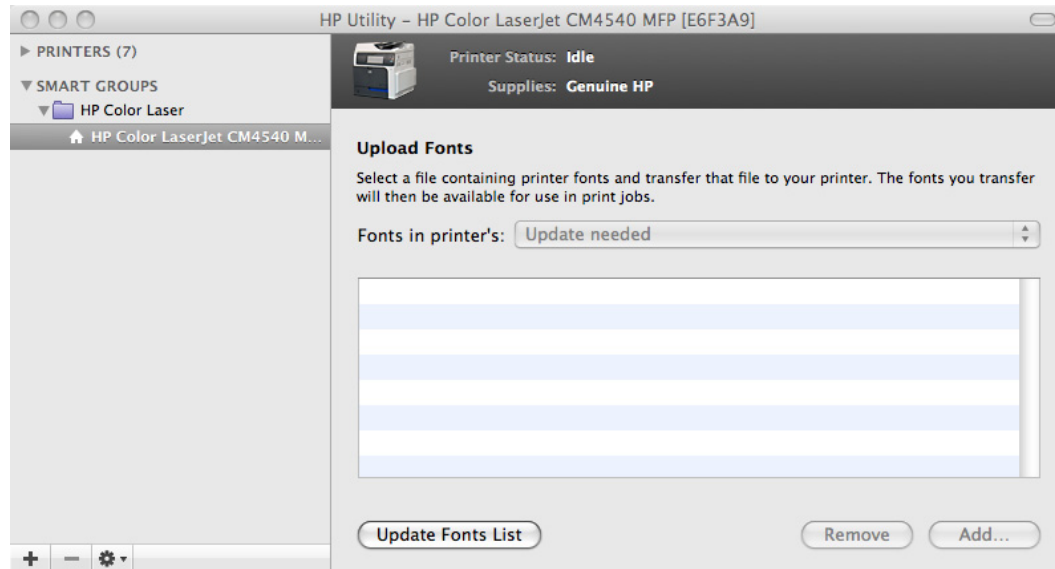 HP Utility – HP Color LaserJet CM4540 MFP [E6F3A9]
PRINTERS (7)
SMART GROUPS
HP Color Laser
HP Color LaserJet CM4540 M...
Printer Status: Idle
Supplies: Genuine HP
Upload Fonts
Select a file containing printer fonts and transfer that file to your printer. The fonts you transfer
will then be available for use in print jobs.
Fonts in printer's: Update needed
Update Fonts List Remove Add...